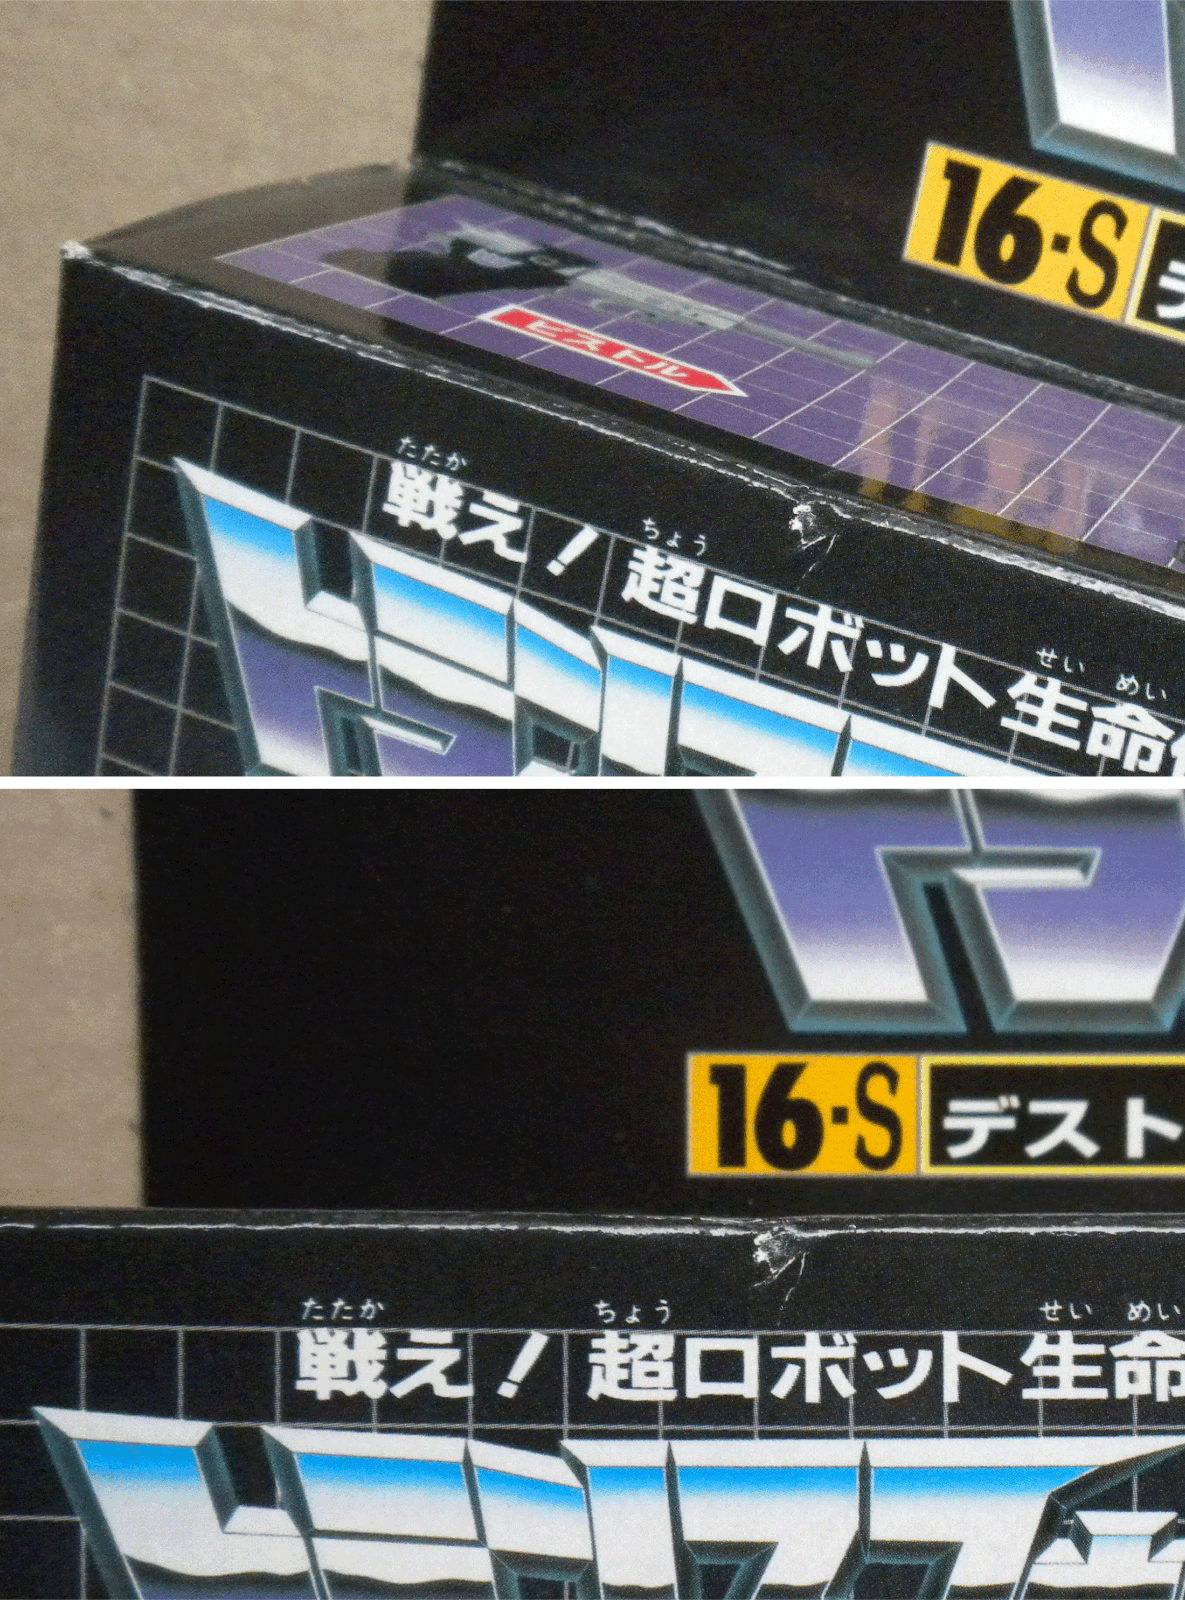 16-S
デ
ピストル
たたか
戦え!
ちょう
超ロボット
せい めい
生命
16-S
デスト
たたか ちょう せい めい
戦え!超ロボット生命